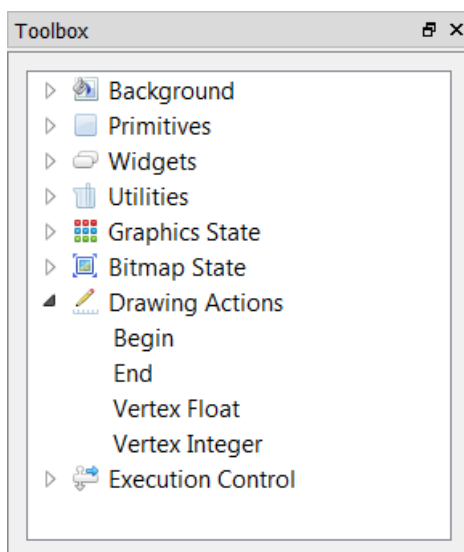 Toolbox
Background
Primitives
Widgets
Utilities
Graphics State
Bitmap State
Drawing Actions
Begin
End
Vertex Float
Vertex Integer
Execution Control